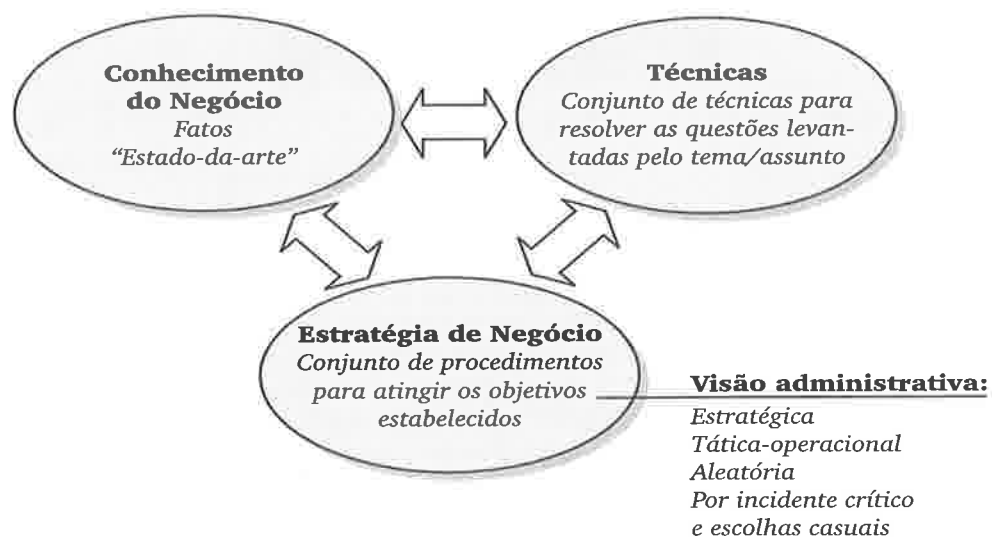 Conhecimento
do Negócio
Fatos
“Estado-da-arte”
Técnicas
Conjunto de técnicas para
resolver as questões levan-
tadas pelo tema/assunto
Estratégia de Negócio
Conjunto de procedimentos
para atingir os objetivos
estabelecidos
Visão administrativa:
Estratégica
Tática-operacional
Aleatória
Por incidente crítico
e escolhas casuais